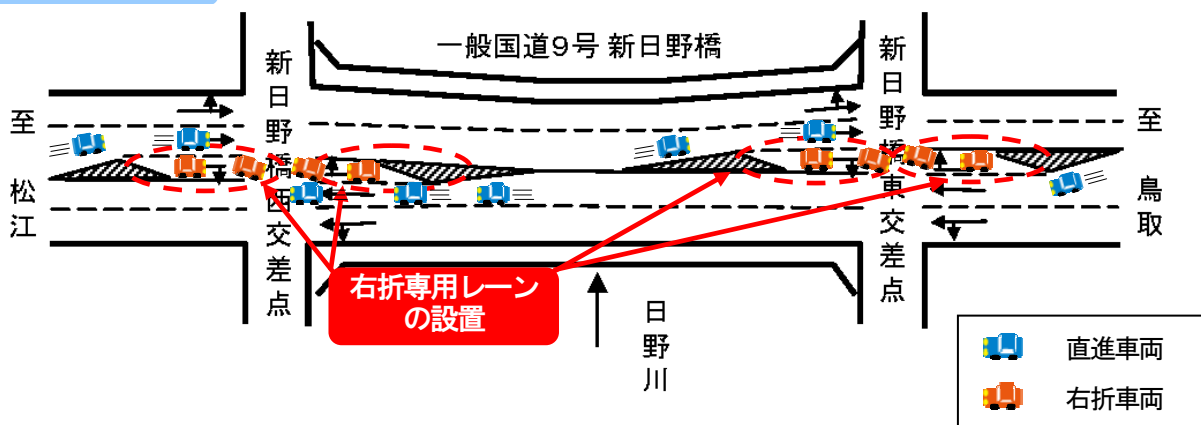 一般国道9号 新日野橋
新日野橋西交差点
新日野橋東交差点
至松江
至鳥取
右折専用レーン
の設置
日野川
直進車両
右折車両